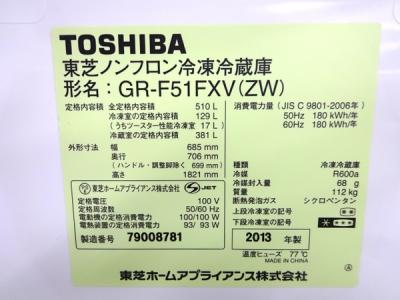 TOSHIBA
東芝ノンフロン冷凍冷蔵庫
形名：GR-F51FXV(ZW)
定格内容積 全定格内容積 510 L
冷凍室の定格内容積 129 L
(うちツースター性能冷凍室 17 L)
冷蔵室の定格内容積 381 L
消費電力量 (JIS C 9801-2006年)
50Hz 180 kWh/年
60Hz 180 kWh/年
外形寸法 幅 685 mm
奥行 706 mm
(ハンドル・調整脚除く 699 mm)
高さ 1821 mm
東芝ホームアプライアンス株式会社 S JET
定格電圧 100 V
定格周波数 50/60 Hz
電動機の定格消費電力 100/100 W
電熱装置の定格消費電力 93/ 93 W
製造番号 79008781
種類 冷凍冷蔵庫
冷媒 R600a
冷媒封入量 68 g
質量 112 kg
断熱発泡ガス シクロペンタン
上段冷凍室の記号 **
下段冷凍室の記号 ****
温度ヒューズ 77℃
2013 年製
MADE IN CHINA
東芝ホームアプライアンス株式会社
A